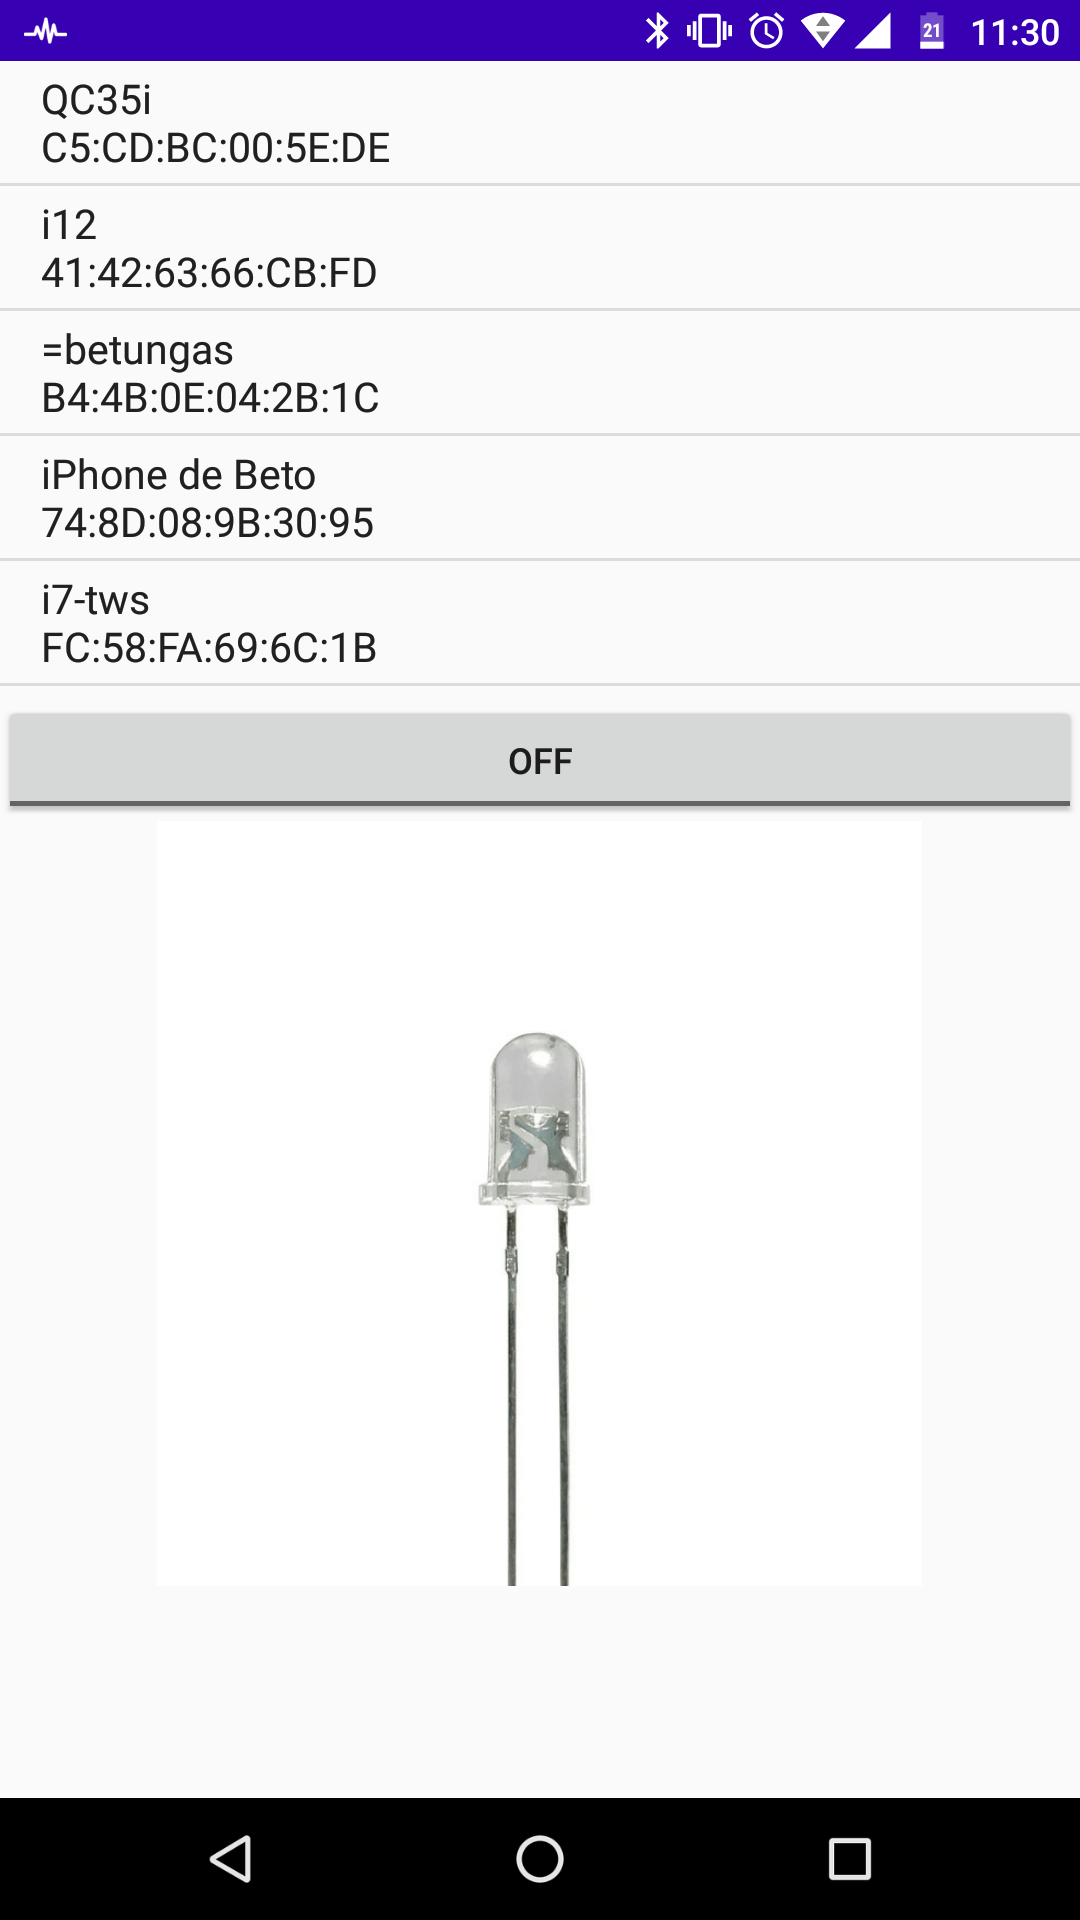 21 11:30
QC35i
C5:CD:BC:00:5E:DE
i12
41:42:63:66:CB:FD
=betungas
B4:4B:0E:04:2B:1C
iPhone de Beto
74:8D:08:9B:30:95
i7-tws
FC:58:FA:69:6C:1B
OFF